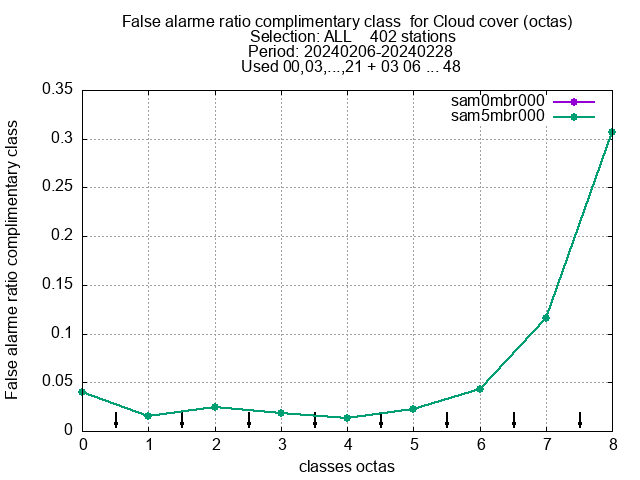 False alarme ratio complimentary class  for Cloud cover (octas)
Selection: ALL    402 stations
Period: 20240206-20240228
Used 00,03,...,21 + 03 06 ... 48
sam0mbr000
sam5mbr000
False alarme ratio complimentary class
0.35
0.3
0.25
0.2
0.15
0.1
0.05
0
0 1 2 3 4 5 6 7 8
classes octas